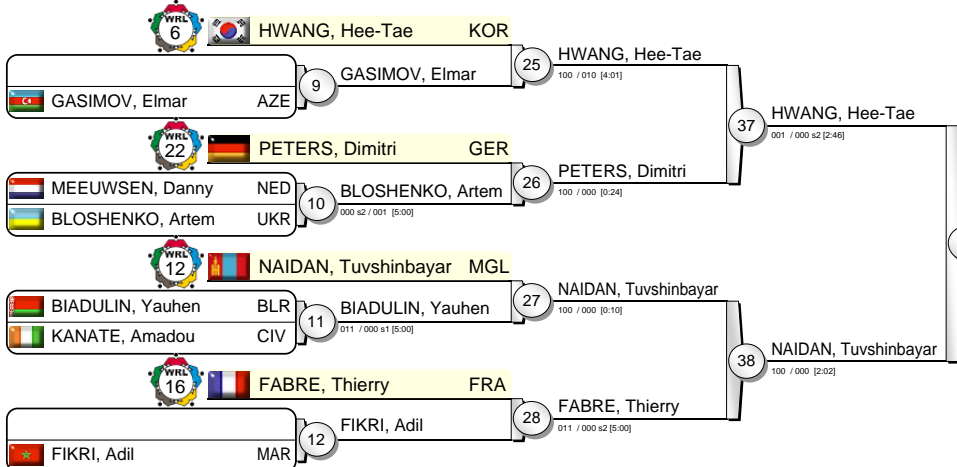 WRL
6
HWANG, Hee-Tae KOR
GASIMOV, Elmar AZE
9
GASIMOV, Elmar
25
HWANG, Hee-Tae
100 / 010 [4:01]
WRL
22
PETERS, Dimitri GER
MEEUWSEN, Danny NED
BLOSHENKO, Artem UKR
10
BLOSHENKO, Artem
000 s2 / 001 [5:00]
26
PETERS, Dimitri
100 / 000 [0:24]
37
HWANG, Hee-Tae
001 / 000 s2 [2:46]
WRL
12
NAIDAN, Tuvshinbayar MGL
BIADULIN, Yauhen BLR
KANATE, Amadou CIV
11
BIADULIN, Yauhen
011 / 000 s1 [5:00]
27
NAIDAN, Tuvshinbayar
100 / 000 [0:10]
WRL
16
FABRE, Thierry FRA
FIKRI, Adil MAR
12
FIKRI, Adil
28
FABRE, Thierry
011 / 000 s2 [5:00]
38
NAIDAN, Tuvshinbayar
100 / 000 [2:02]